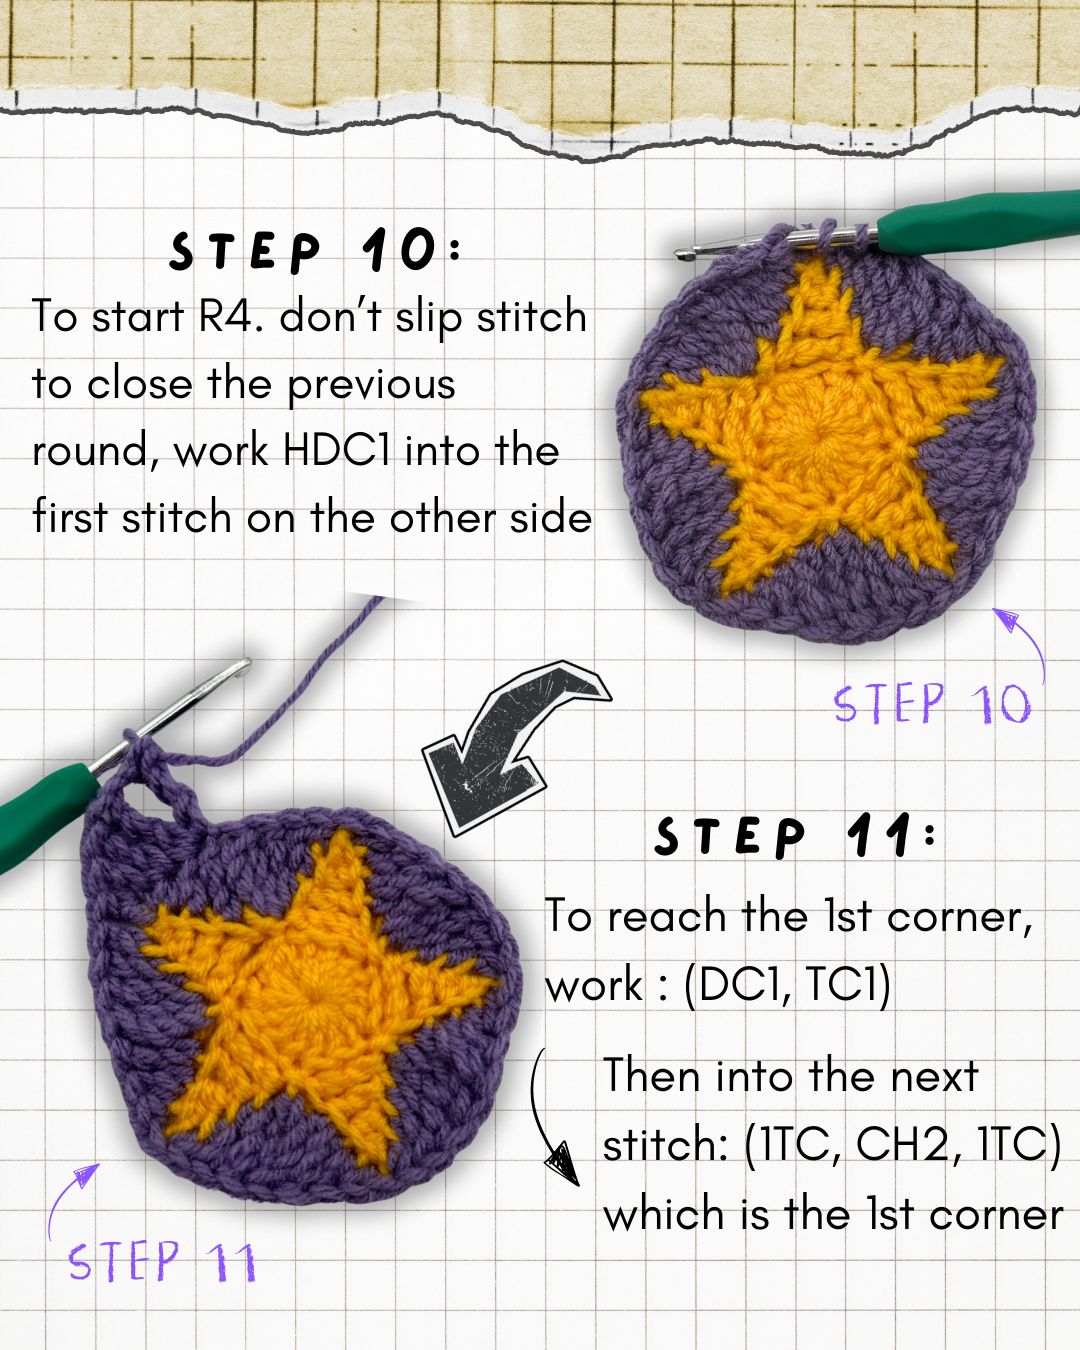 STEP 10:
To start R4. don’t slip stitch
to close the previous
round, work HDC1 into the
first stitch on the other side
STEP 10
STEP 11:
To reach the 1st corner,
work : (DC1, TC1)
Then into the next
stitch: (1TC, CH2, 1TC)
which is the 1st corner
STEP 11